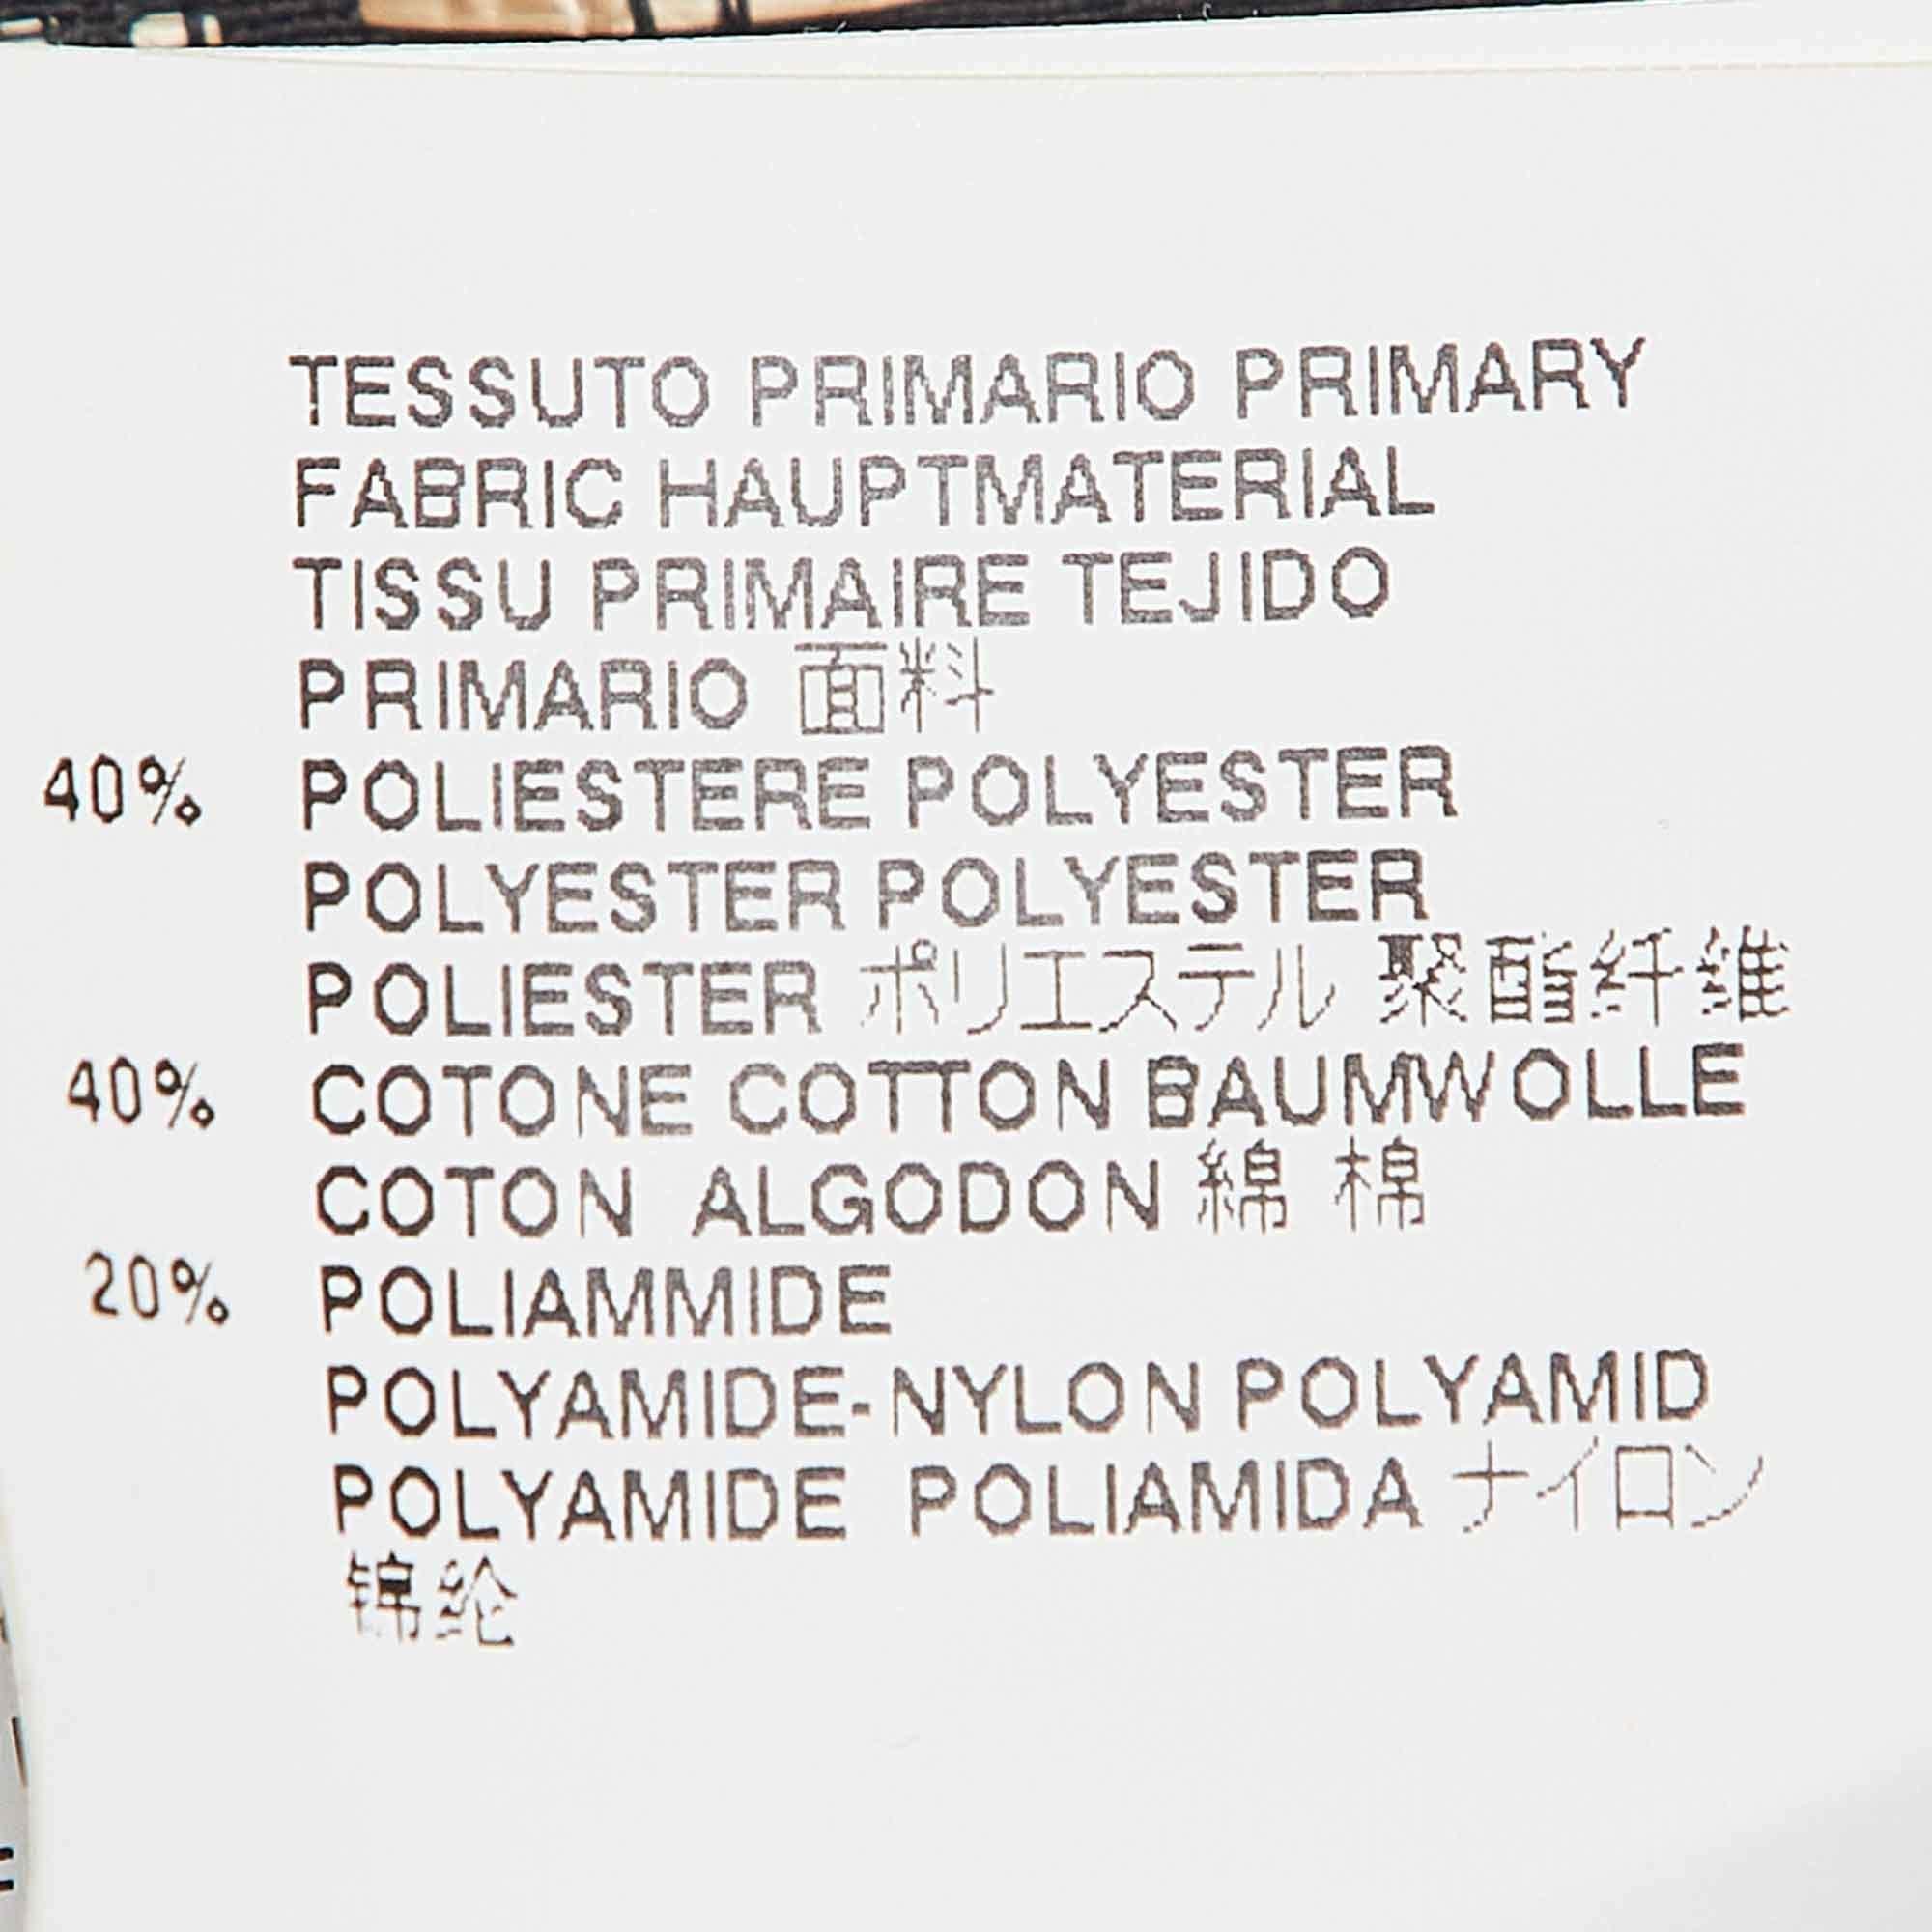 TESSUTO PRIMARIO PRIMARY
FABRIC HAUPTMATERIAL
TISSU PRIMAIRE TEJIDO
PRIMARIO 面料
40% POLIESTERE POLYESTER
POLYESTER POLYESTER
POLIESTER ポリエステル 聚酯纤维
40% COTONE COTTON BAUMWOLLE
COTON ALGODON 綿 棉
20% POLIAMMIDE
POLYAMIDE-NYLON POLYAMID
POLYAMIDE POLIAMIDA ナイロン
锦纶